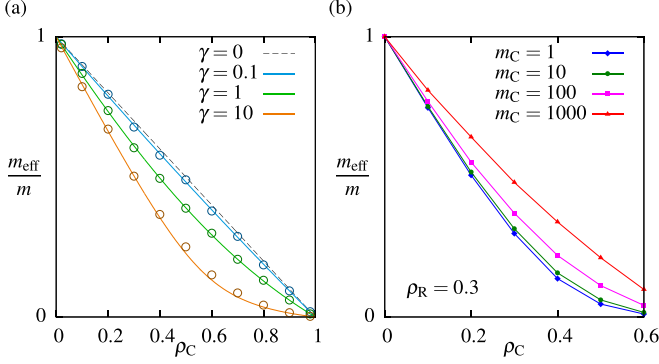 (a)
1
γ = 0
γ = 0.1
γ = 1
γ = 10
m_eff
m
0
0 0.2 0.4 0.6 0.8 1
ρ_C
(b)
1
m_C = 1
m_C = 10
m_C = 100
m_C = 1000
m_eff
m
ρ_R = 0.3
0
0 0.2 0.4 0.6
ρ_C